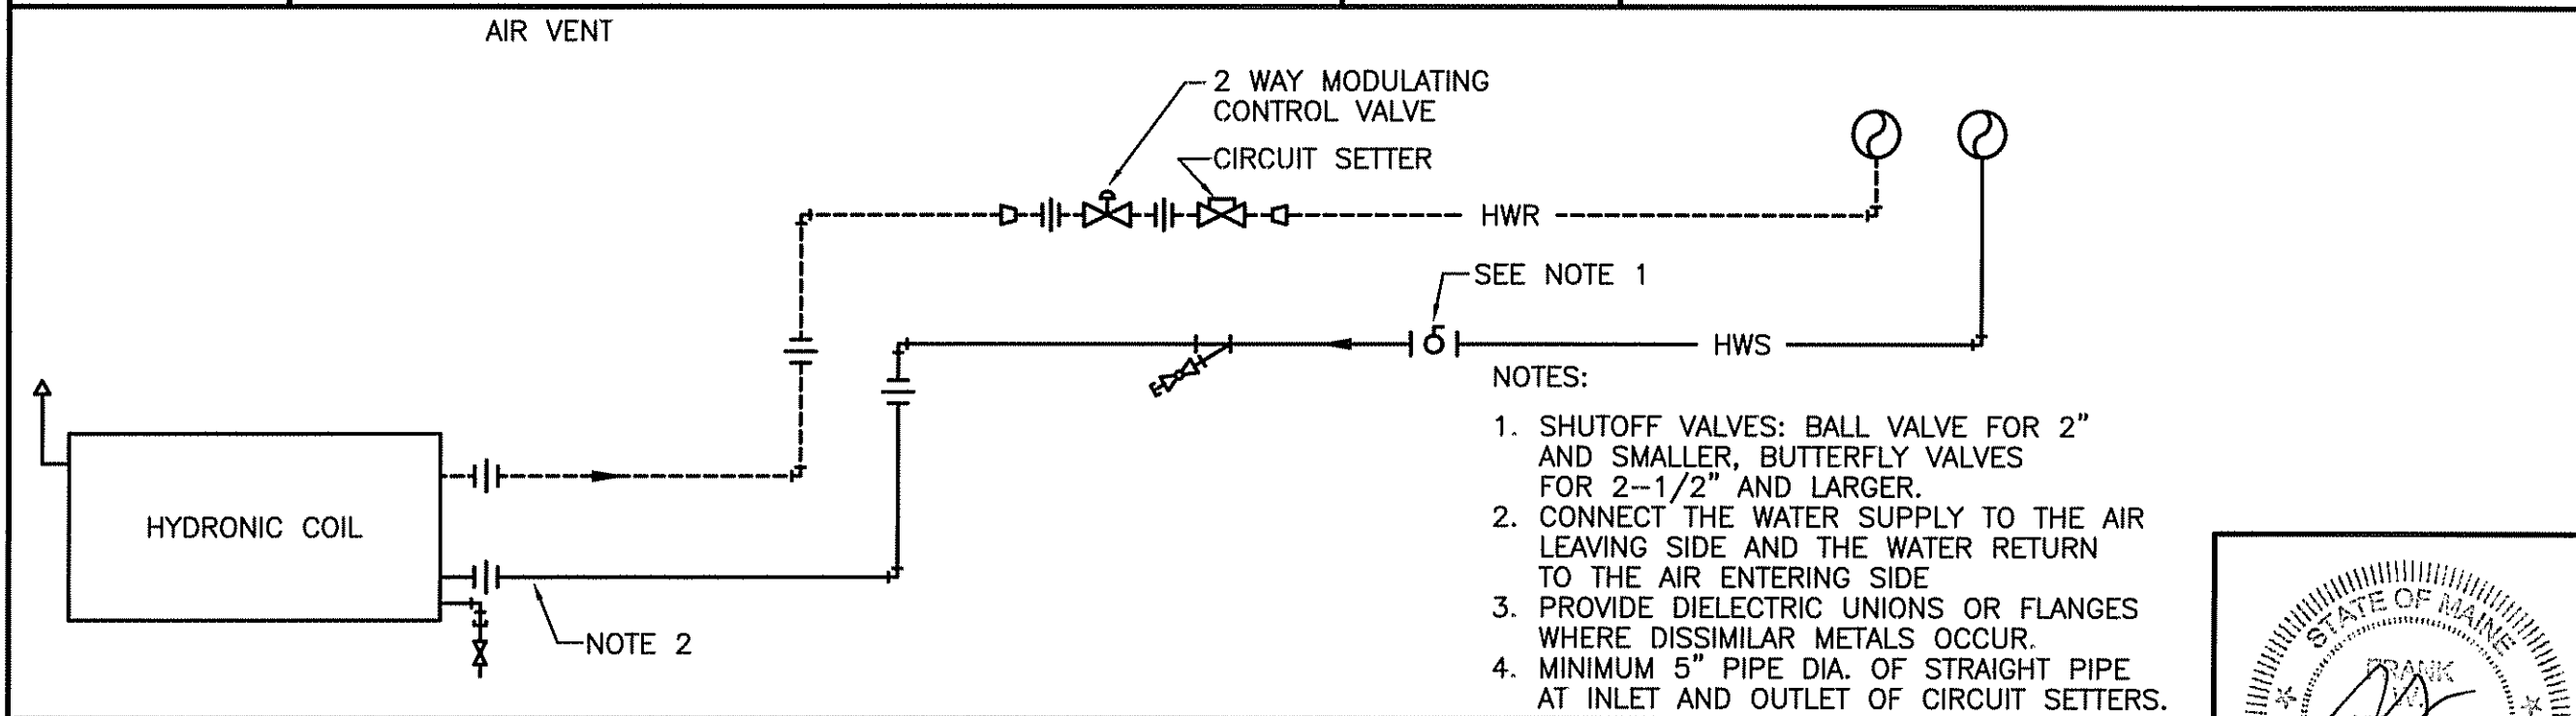 AIR VENT
2 WAY MODULATING
CONTROL VALVE
CIRCUIT SETTER
HWR
SEE NOTE 1
HWS
HYDRONIC COIL
NOTE 2
NOTES:
1. SHUTOFF VALVES: BALL VALVE FOR 2"
AND SMALLER, BUTTERFLY VALVES
FOR 2-1/2" AND LARGER.
2. CONNECT THE WATER SUPPLY TO THE AIR
LEAVING SIDE AND THE WATER RETURN
TO THE AIR ENTERING SIDE
3. PROVIDE DIELECTRIC UNIONS OR FLANGES
WHERE DISSIMILAR METALS OCCUR.
4. MINIMUM 5" PIPE DIA. OF STRAIGHT PIPE
AT INLET AND OUTLET OF CIRCUIT SETTERS.
STATE OF MAINE
FRANK
W.